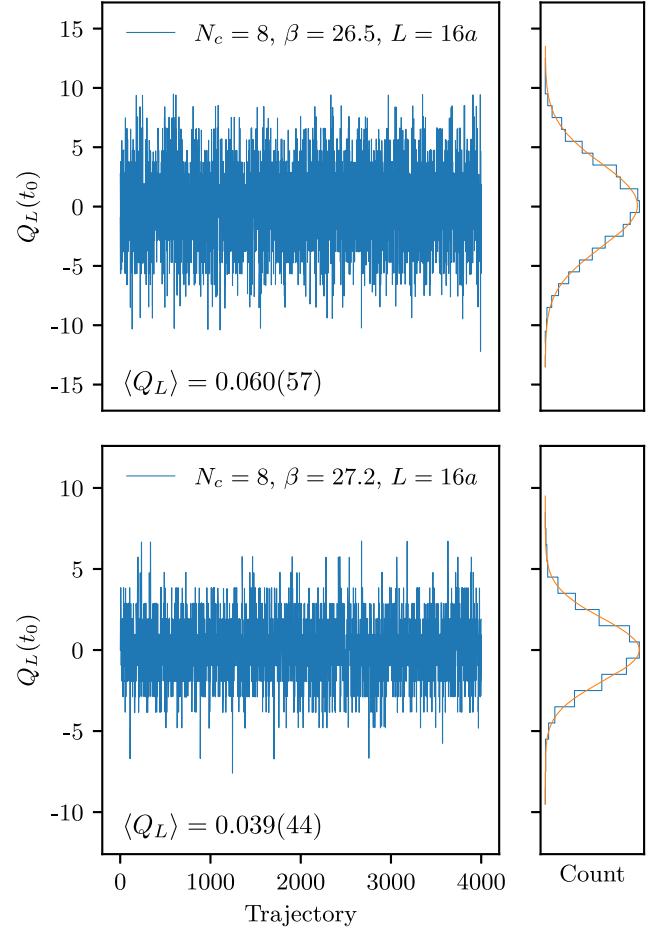 15
10
5
0
-5
-10
-15
Q_L(t_0)
N_c = 8, β = 26.5, L = 16a
⟨Q_L⟩ = 0.060(57)
10
5
0
-5
-10
Q_L(t_0)
N_c = 8, β = 27.2, L = 16a
⟨Q_L⟩ = 0.039(44)
0 1000 2000 3000 4000
Trajectory
Count